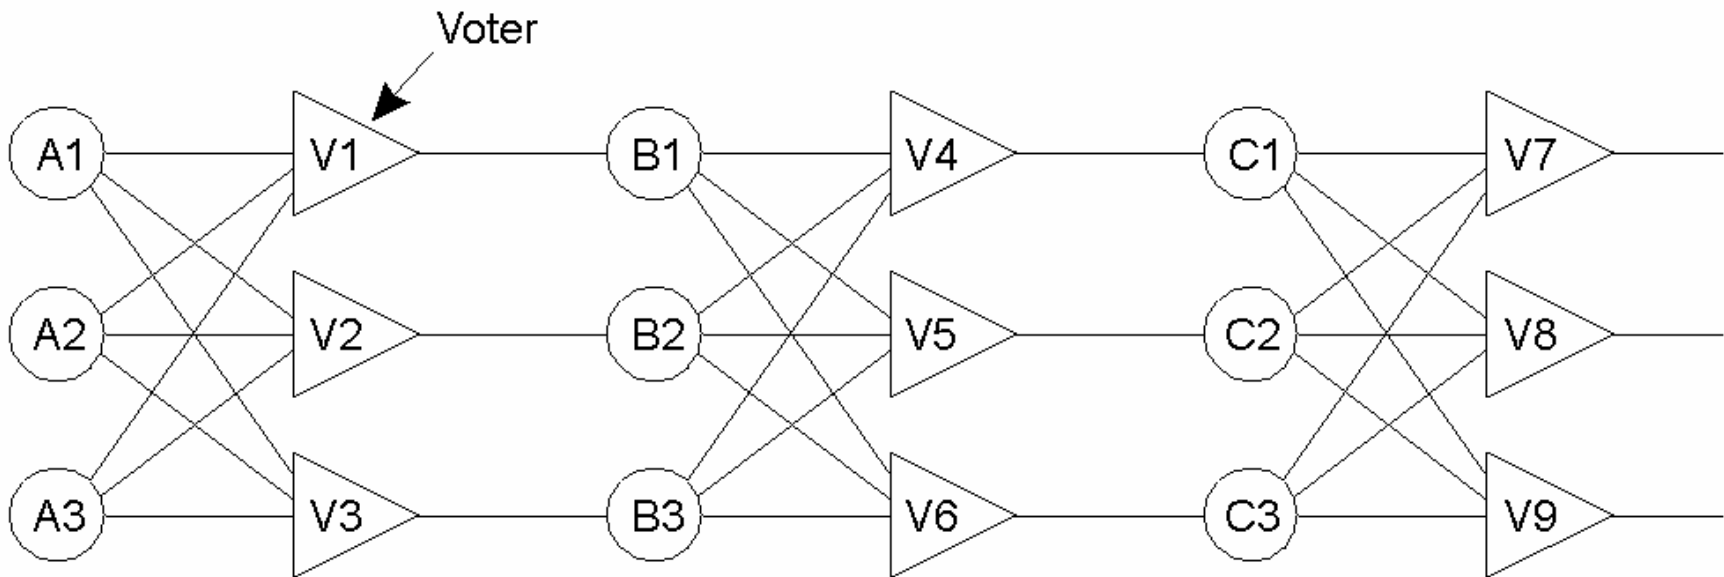 Voter
A1 V1 B1 V4 C1 V7
A2 V2 B2 V5 C2 V8
A3 V3 B3 V6 C3 V9